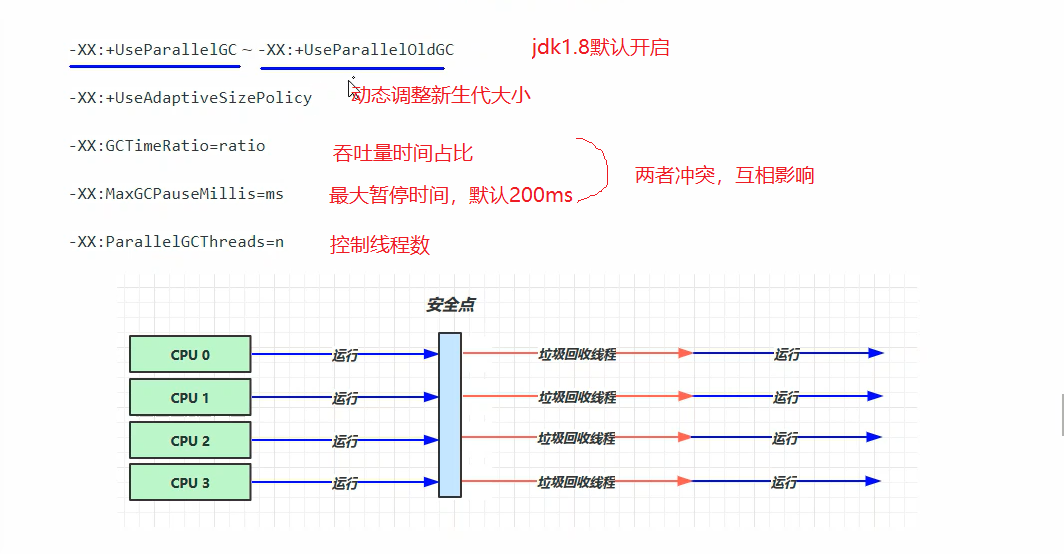 -XX:+UseParallelGC ~ -XX:+UseParallelOldGC jdk1.8默认开启
-XX:+UseAdaptiveSizePolicy 动态调整新生代大小
-XX:GCTimeRatio=ratio 吞吐量时间占比
两者冲突，互相影响
-XX:MaxGCPauseMillis=ms 最大暂停时间，默认200ms
-XX:ParallelGCThreads=n 控制线程数
安全点
CPU 0 运行 垃圾回收线程 运行
CPU 1 运行 垃圾回收线程 运行
CPU 2 运行 垃圾回收线程 运行
CPU 3 运行 垃圾回收线程 运行